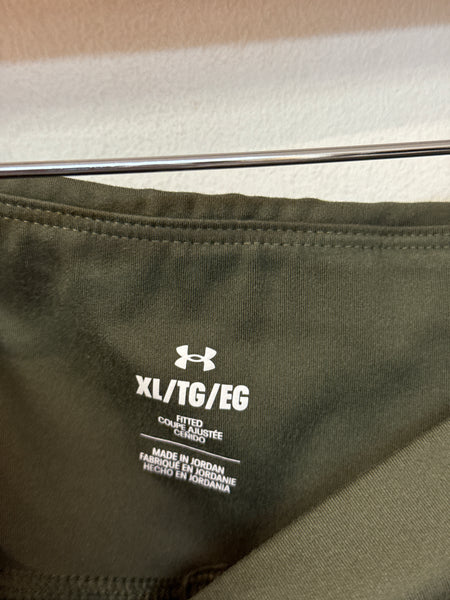 XL/TG/EG
FITTED
COUPE AJUSTÉE
CEÑIDO
MADE IN JORDAN
FABRIQUÉ EN JORDANIE
HECHO EN JORDANIA